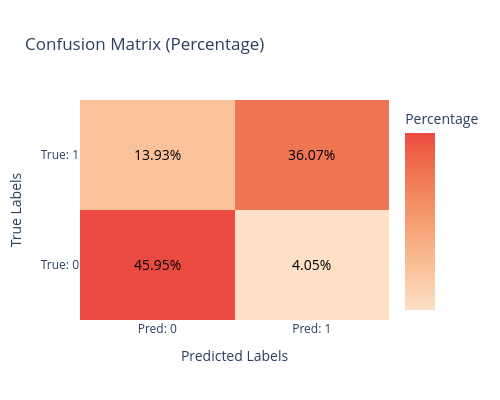 Confusion Matrix (Percentage)
Percentage
True: 1
13.93%
36.07%
True Labels
True: 0
45.95%
4.05%
Pred: 0
Pred: 1
Predicted Labels